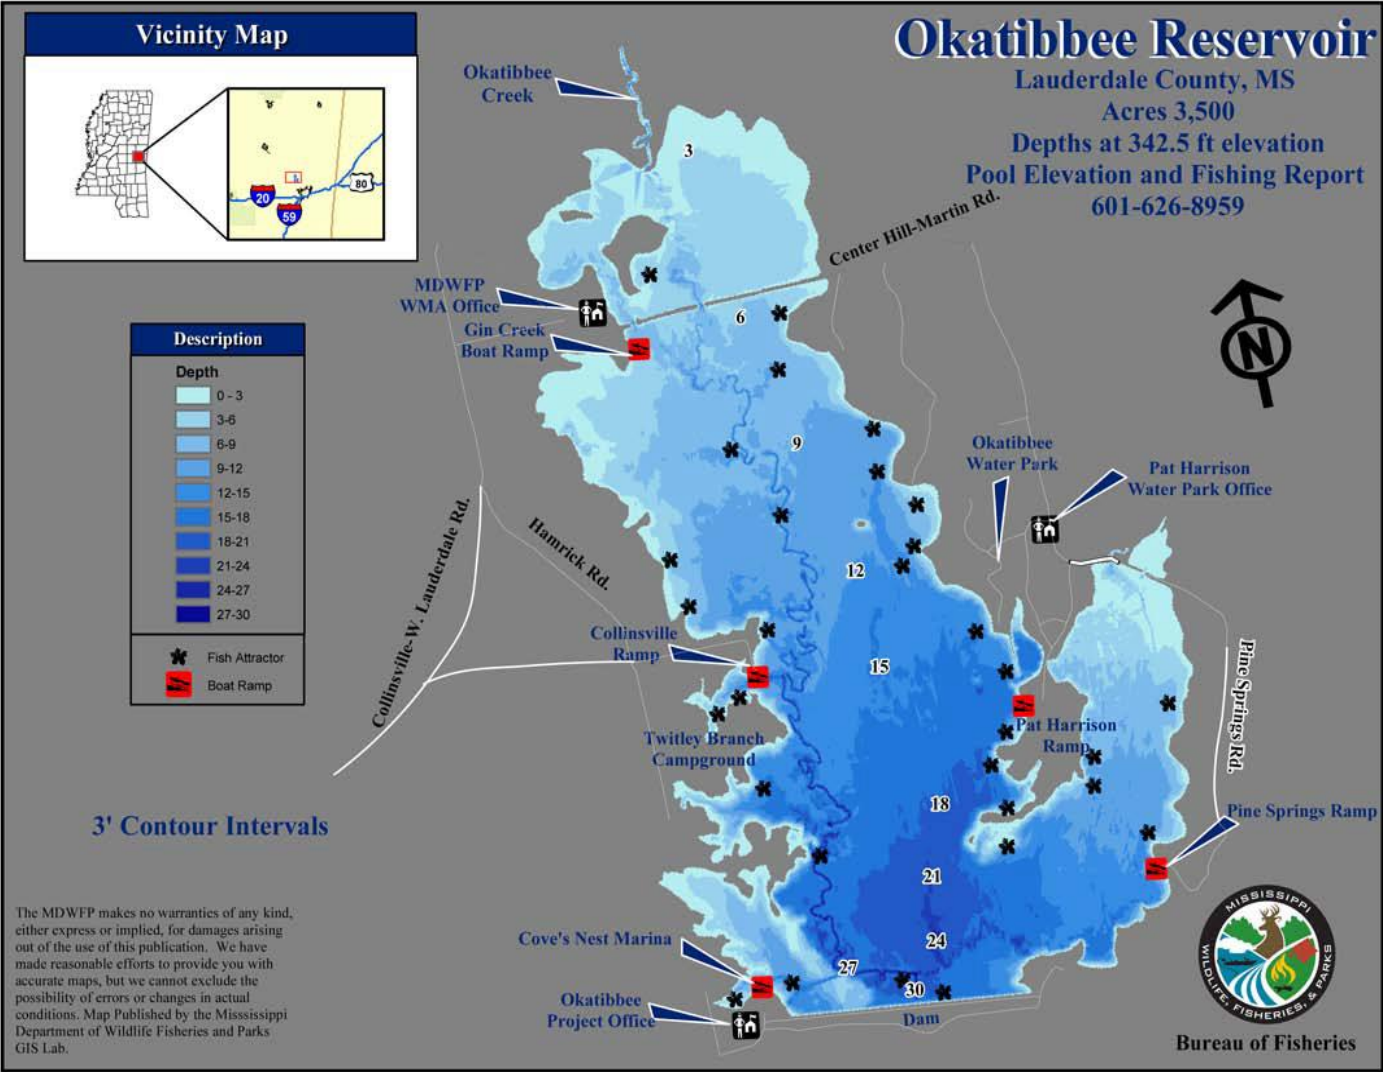 Vicinity Map
20
59
80
Okatibbee Reservoir
Lauderdale County, MS
Acres 3,500
Depths at 342.5 ft elevation
Pool Elevation and Fishing Report
601-626-8959
Okatibbee
Creek
3
Center Hill-Martin Rd.
MDWFP
WMA Office
Gin Creek
Boat Ramp
6
N
Description
Depth
0 - 3
3-6
6-9
9-12
12-15
15-18
18-21
21-24
24-27
27-30
Fish Attractor
Boat Ramp
9
Okatibbee
Water Park
Pat Harrison
Water Park Office
Collinsville-W. Lauderdale Rd.
Hamrick Rd.
12
Collinsville
Ramp
15
Pine Springs Rd.
Twitley Branch
Campground
Pat Harrison
Ramp
18
Pine Springs Ramp
3' Contour Intervals
21
24
Cove's Nest Marina
27
30
Okatibbee
Project Office
Dam
The MDWFP makes no warranties of any kind,
either express or implied, for damages arising
out of the use of this publication. We have
made reasonable efforts to provide you with
accurate maps, but we cannot exclude the
possibility of errors or changes in actual
conditions. Map Published by the Misssissippi
Department of Wildlife Fisheries and Parks
GIS Lab.
MISSISSIPPI
WILDLIFE, FISHERIES, & PARKS
Bureau of Fisheries